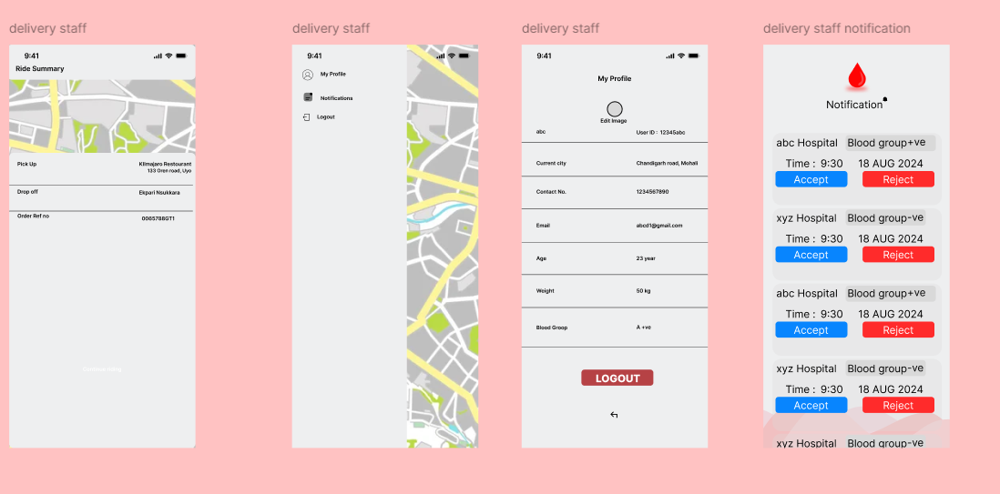 delivery staff
9:41
Ride Summary
Pick Up
Klimajaro Restourant
133 Oren road, Uyo
Drop off
Ekpari Nsukkara
Order Ref no
0065788GT1
Continue riding
delivery staff
9:41
My Profile
Notifications
Logout
delivery staff
9:41
My Profile
Edit Image
abc
User ID : 12345abc
Current city
Chandigarh road, Mohali
Contact No.
1234567890
Email
abcd1@gmail.com
Age
23 year
Weight
50 kg
Blood Groop
A +ve
LOGOUT
delivery staff notification
Notification
abc Hospital Blood group+ve
Time : 9:30 18 AUG 2024
Accept Reject
xyz Hospital Blood group-ve
Time : 9:30 18 AUG 2024
Accept Reject
abc Hospital Blood group+ve
Time : 9:30 18 AUG 2024
Accept Reject
xyz Hospital Blood group-ve
Time : 9:30 18 AUG 2024
Accept Reject
xyz Hospital Blood group-ve